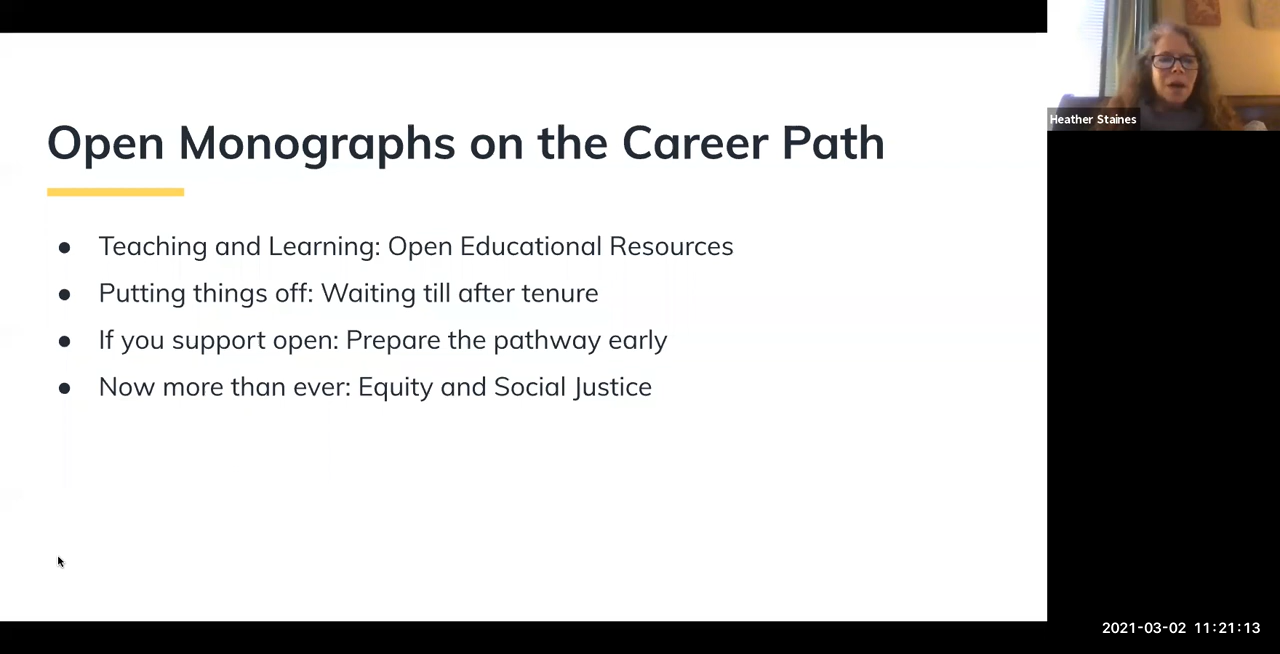 Open Monographs on the Career Path
● Teaching and Learning: Open Educational Resources
● Putting things off: Waiting till after tenure
● If you support open: Prepare the pathway early
● Now more than ever: Equity and Social Justice
Heather Staines
2021-03-02 11:21:13